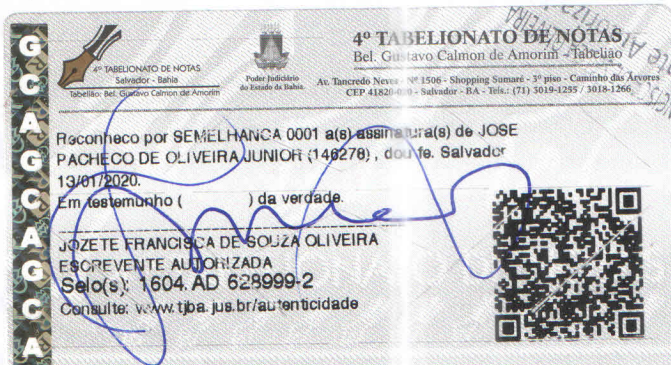 GCAGCAGCA
4º TABELIONATO DE NOTAS
Salvador - Bahia
Tabelião: Bel. Gustavo Calmon de Amorim
Poder Judiciário
do Estado da Bahia.
4º TABELIONATO DE NOTAS
Bel. Gustavo Calmon de Amorim - Tabelião
Av. Tancredo Neves - Nº 1506 - Shopping Sumaré - 3º piso - Caminho das Árvores
CEP 41820-020 - Salvador - BA - Tels.: (71) 3019-1255 / 3018-1266
Reconheco por SEMELHANCA 0001 a(s) assinatura(s) de JOSE
PACHECO DE OLIVEIRA JUNIOR (146278) , dou fe. Salvador
13/01/2020.
Em testemunho ( ) da verdade.
JOZETE FRANCISCA DE SOUZA OLIVEIRA
ESCREVENTE AUTORIZADA
Selo(s): 1604.AD 628999-2
Consulte: www.tjba.jus.br/autenticidade